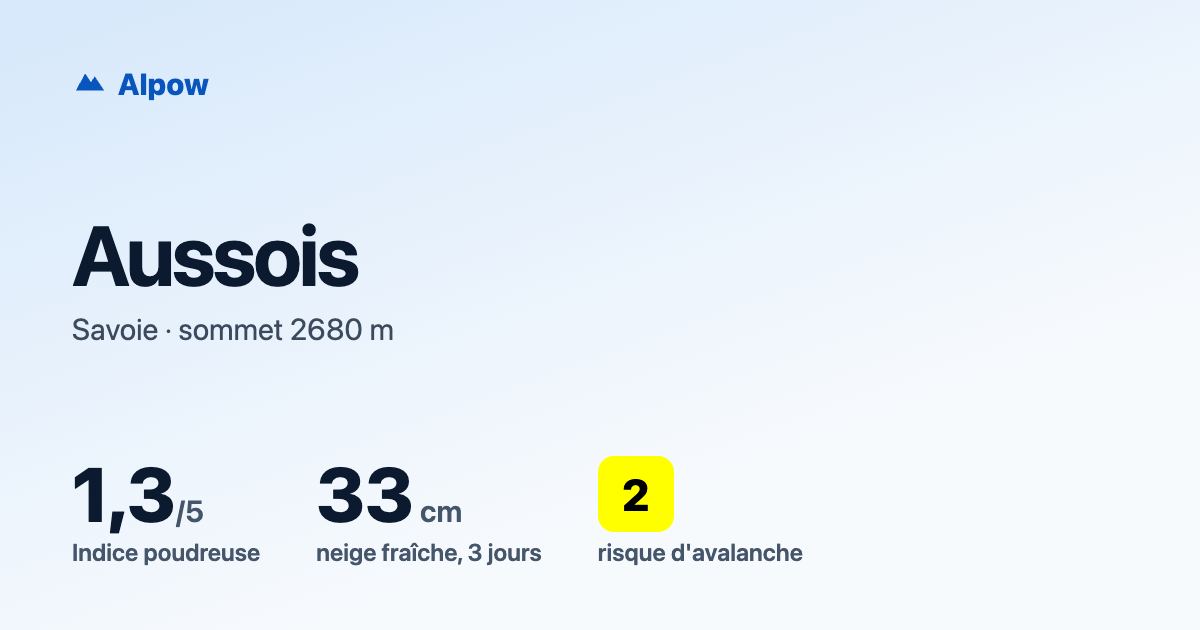 Alpow
Aussois
Savoie · sommet 2680 m
1,3/5
Indice poudreuse
33 cm
neige fraîche, 3 jours
2
risque d'avalanche